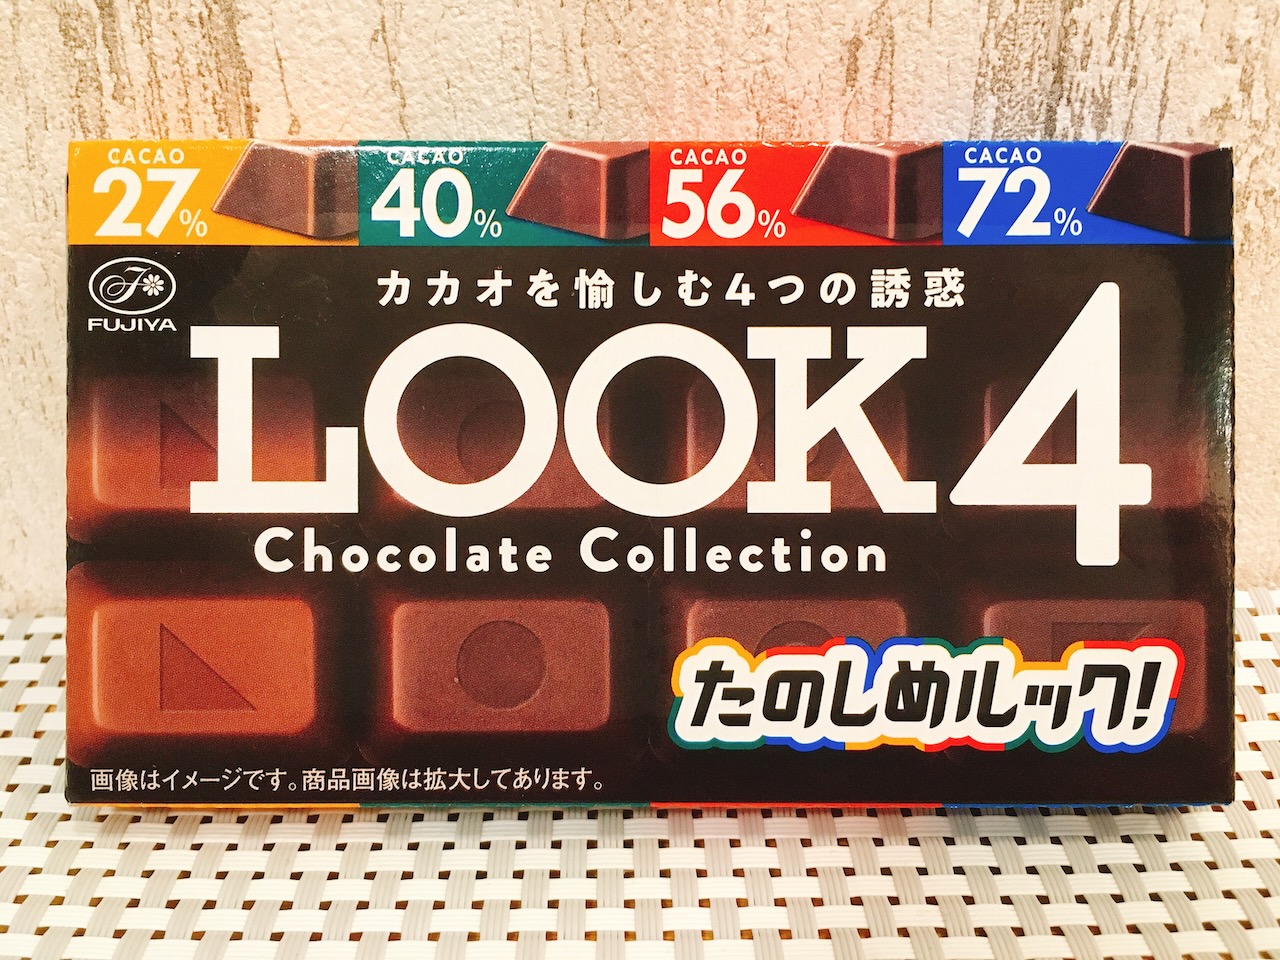 CACAO
27%
CACAO
40%
CACAO
56%
CACAO
72%
FUJIYA
カカオを愉しむ4つの誘惑
LOOK4
Chocolate Collection
たのしめルック!
画像はイメージです。商品画像は拡大してあります。